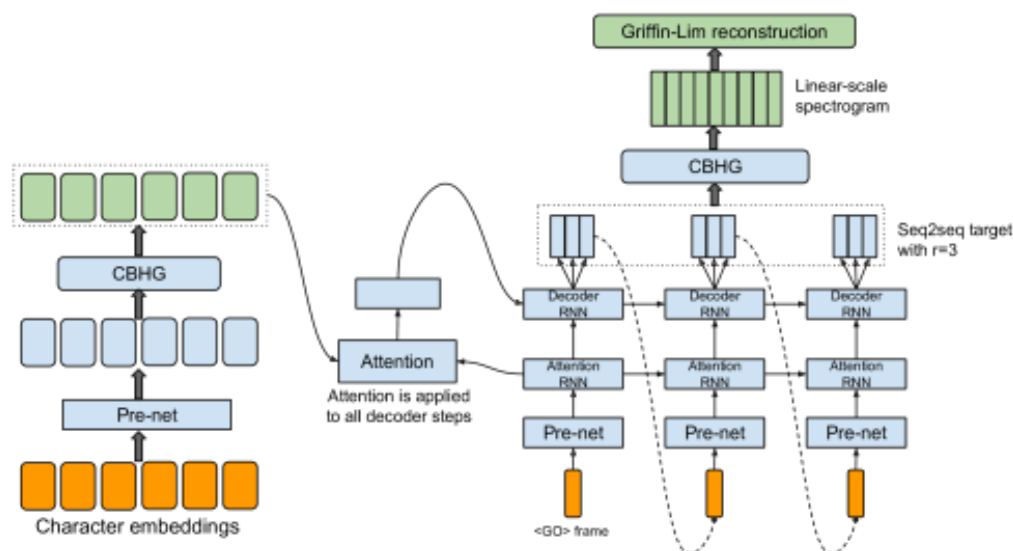 Griffin-Lim reconstruction
Linear-scale
spectrogram
CBHG
Seq2seq target
with r=3
CBHG
Decoder
RNN
Decoder
RNN
Decoder
RNN
Attention
Attention is applied
to all decoder steps
Attention
RNN
Attention
RNN
Attention
RNN
Pre-net
Pre-net
Pre-net
Pre-net
<GO> frame
Character embeddings